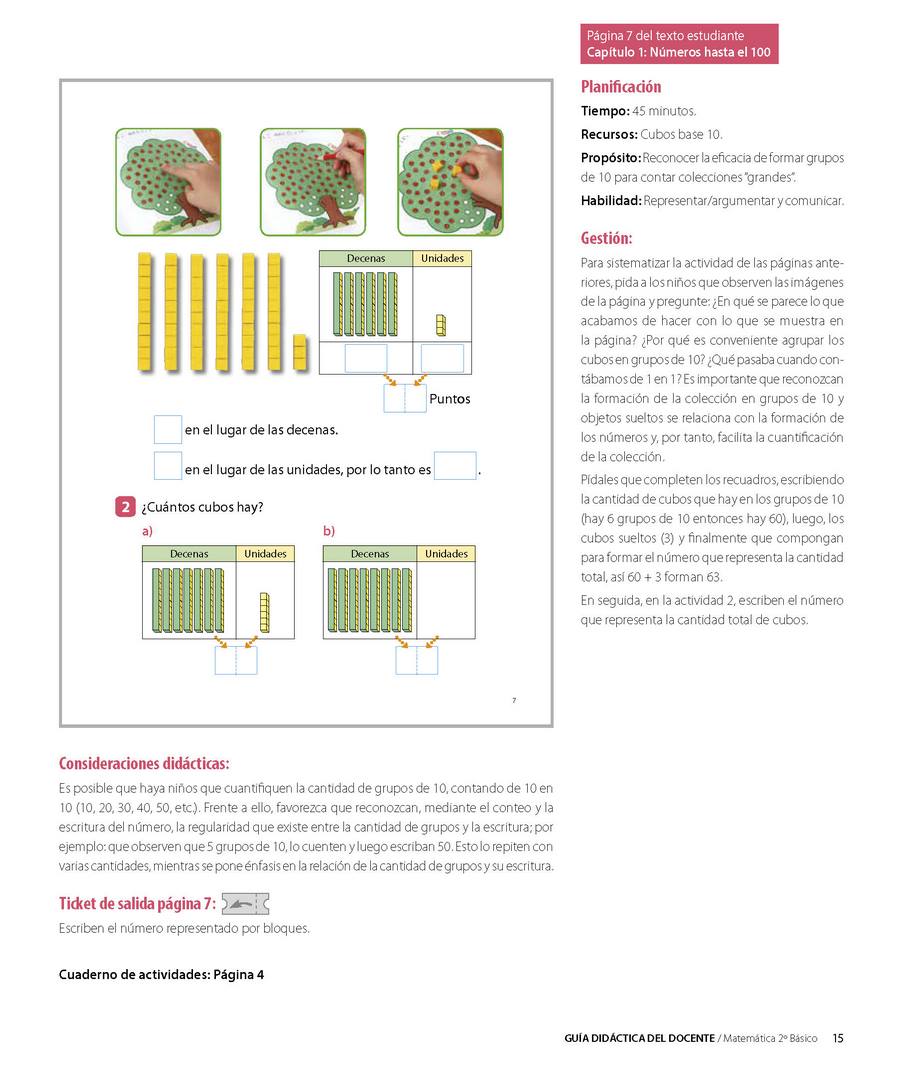 Página 7 del texto estudiante
Capítulo 1: Números hasta el 100
Decenas Unidades
Puntos
en el lugar de las decenas.
en el lugar de las unidades, por lo tanto es .
2 ¿Cuántos cubos hay?
a) b)
Decenas Unidades Decenas Unidades
7
Planificación
Tiempo: 45 minutos.
Recursos: Cubos base 10.
Propósito: Reconocer la eficacia de formar grupos
de 10 para contar colecciones "grandes".
Habilidad: Representar/argumentar y comunicar.
Gestión:
Para sistematizar la actividad de las páginas ante-
riores, pida a los niños que observen las imágenes
de la página y pregunte: ¿En qué se parece lo que
acabamos de hacer con lo que se muestra en
la página? ¿Por qué es conveniente agrupar los
cubos en grupos de 10? ¿Qué pasaba cuando con-
tábamos de 1 en 1? Es importante que reconozcan
la formación de la colección en grupos de 10 y
objetos sueltos se relaciona con la formación de
los números y, por tanto, facilita la cuantificación
de la colección.
Pídales que completen los recuadros, escribiendo
la cantidad de cubos que hay en los grupos de 10
(hay 6 grupos de 10 entonces hay 60), luego, los
cubos sueltos (3) y finalmente que compongan
para formar el número que representa la cantidad
total, así 60 + 3 forman 63.
En seguida, en la actividad 2, escriben el número
que representa la cantidad total de cubos.
Consideraciones didácticas:
Es posible que haya niños que cuantifiquen la cantidad de grupos de 10, contando de 10 en
10 (10, 20, 30, 40, 50, etc.). Frente a ello, favorezca que reconozcan, mediante el conteo y la
escritura del número, la regularidad que existe entre la cantidad de grupos y la escritura; por
ejemplo: que observen que 5 grupos de 10, lo cuenten y luego escriban 50. Esto lo repiten con
varias cantidades, mientras se pone énfasis en la relación de la cantidad de grupos y su escritura.
Ticket de salida página 7:
Escriben el número representado por bloques.
Cuaderno de actividades: Página 4
GUÍA DIDÁCTICA DEL DOCENTE / Matemática 2º Básico 15